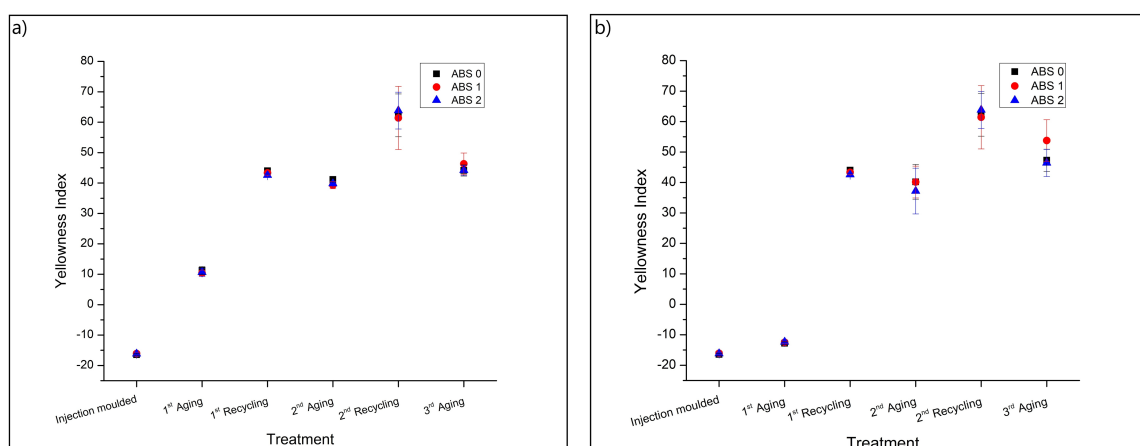 a)
Yellowness Index
80
70
60
50
40
30
20
10
0
-10
-20
ABS 0
ABS 1
ABS 2
Injection moulded
1st Aging
1st Recycling
2nd Aging
2nd Recycling
3rd Aging
Treatment
b)
Yellowness Index
80
70
60
50
40
30
20
10
0
-10
-20
ABS 0
ABS 1
ABS 2
Injection moulded
1st Aging
1st Recycling
2nd Aging
2nd Recycling
3rd Aging
Treatment